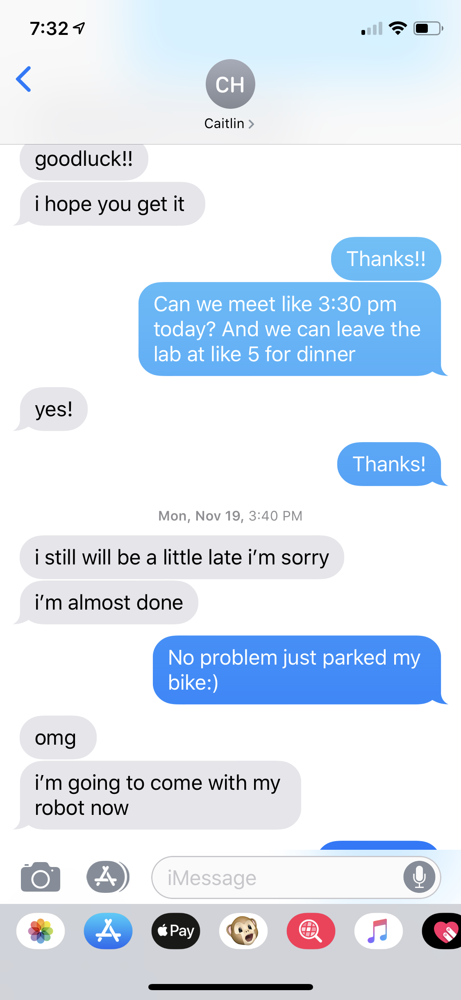 7:32
CH
Caitlin
goodluck!!
i hope you get it
Thanks!!
Can we meet like 3:30 pm
today? And we can leave the
lab at like 5 for dinner
yes!
Thanks!
Mon, Nov 19, 3:40 PM
i still will be a little late i’m sorry
i’m almost done
No problem just parked my
bike:)
omg
i’m going to come with my
robot now
iMessage
Pay